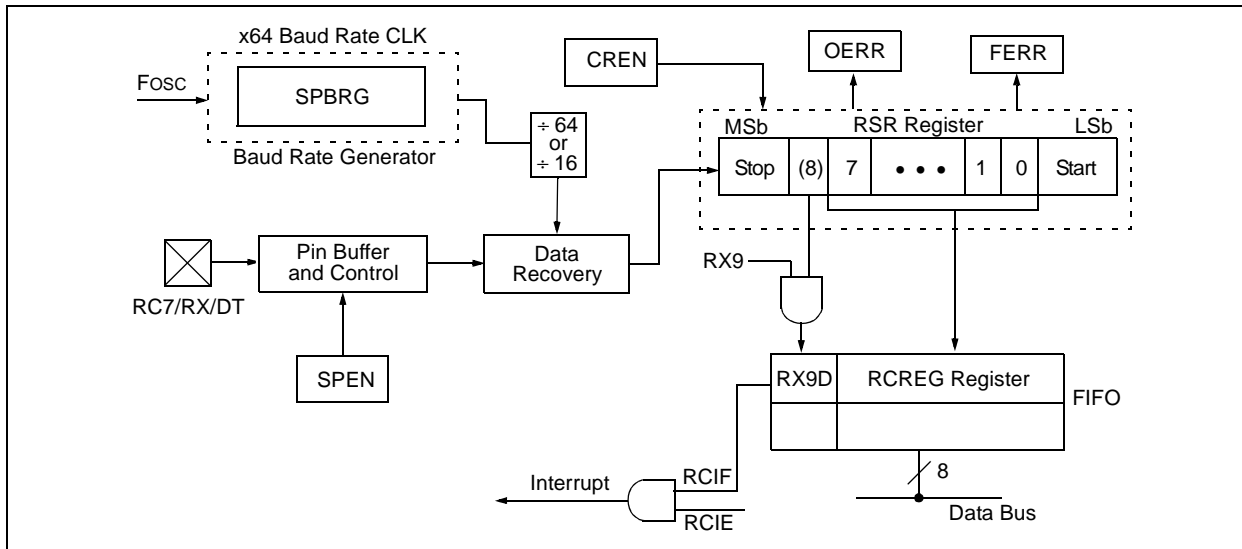 x64 Baud Rate CLK
FOSC
SPBRG
Baud Rate Generator
÷ 64
or
÷ 16
CREN
OERR
FERR
MSb
RSR Register
LSb
Stop
(8)
7
• • •
1
0
Start
RC7/RX/DT
Pin Buffer
and Control
Data
Recovery
SPEN
RX9
RX9D
RCREG Register
FIFO
8
Data Bus
Interrupt
RCIF
RCIE